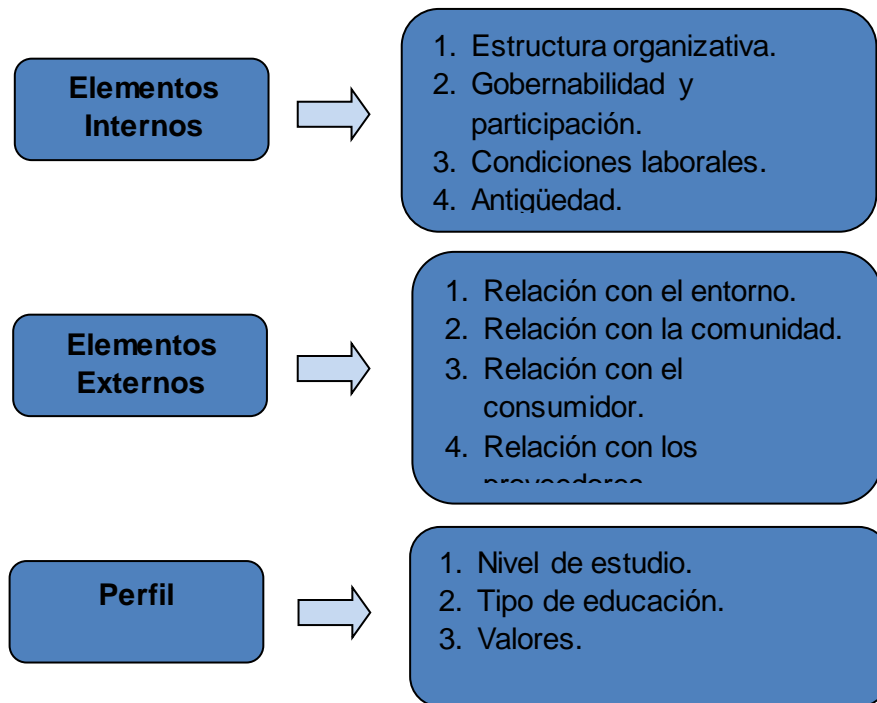 Elementos
Internos
1. Estructura organizativa.
2. Gobernabilidad y
participación.
3. Condiciones laborales.
4. Antigüedad.
Elementos
Externos
1. Relación con el entorno.
2. Relación con la comunidad.
3. Relación con el
consumidor.
4. Relación con los
proveedores
Perfil
1. Nivel de estudio.
2. Tipo de educación.
3. Valores.